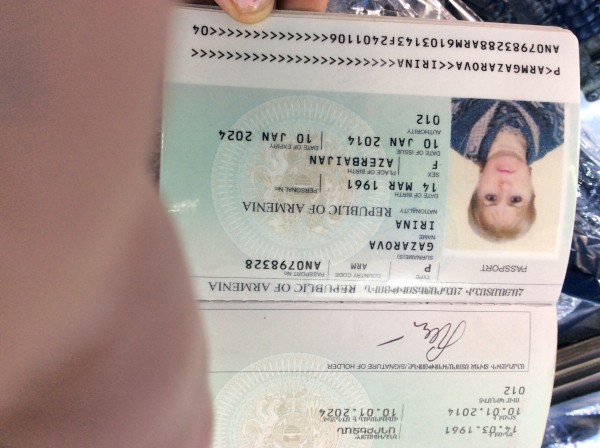 14.03.1961
10.01.2014 10.01.2024
012
/SIGNATURE OF HOLDER
ՀԱՅԱՍՏԱՆԻ ՀԱՆՐԱՊԵՏՈՒԹՅՈՒՆ REPUBLIC OF ARMENIA
PASSPORT
TYPE COUNTRY CODE PASSPORT No.
P ARM AN0798328
SURNAME(S)
GAZAROVA
NAME
IRINA
NATIONALITY
REPUBLIC OF ARMENIA
DATE OF BIRTH PERSONAL No.
14 MAR 1961
SEX PLACE OF BIRTH
F AZERBAIJAN
DATE OF ISSUE DATE OF EXPIRY
10 JAN 2014 10 JAN 2024
AUTHORITY
012
P<ARMGAZAROVA<<IRINA<<<<<<<<<<<<<<<<<<<<<<<<
AN07983288ARM6103143F2401106<<<<<<<<<<<<<<04